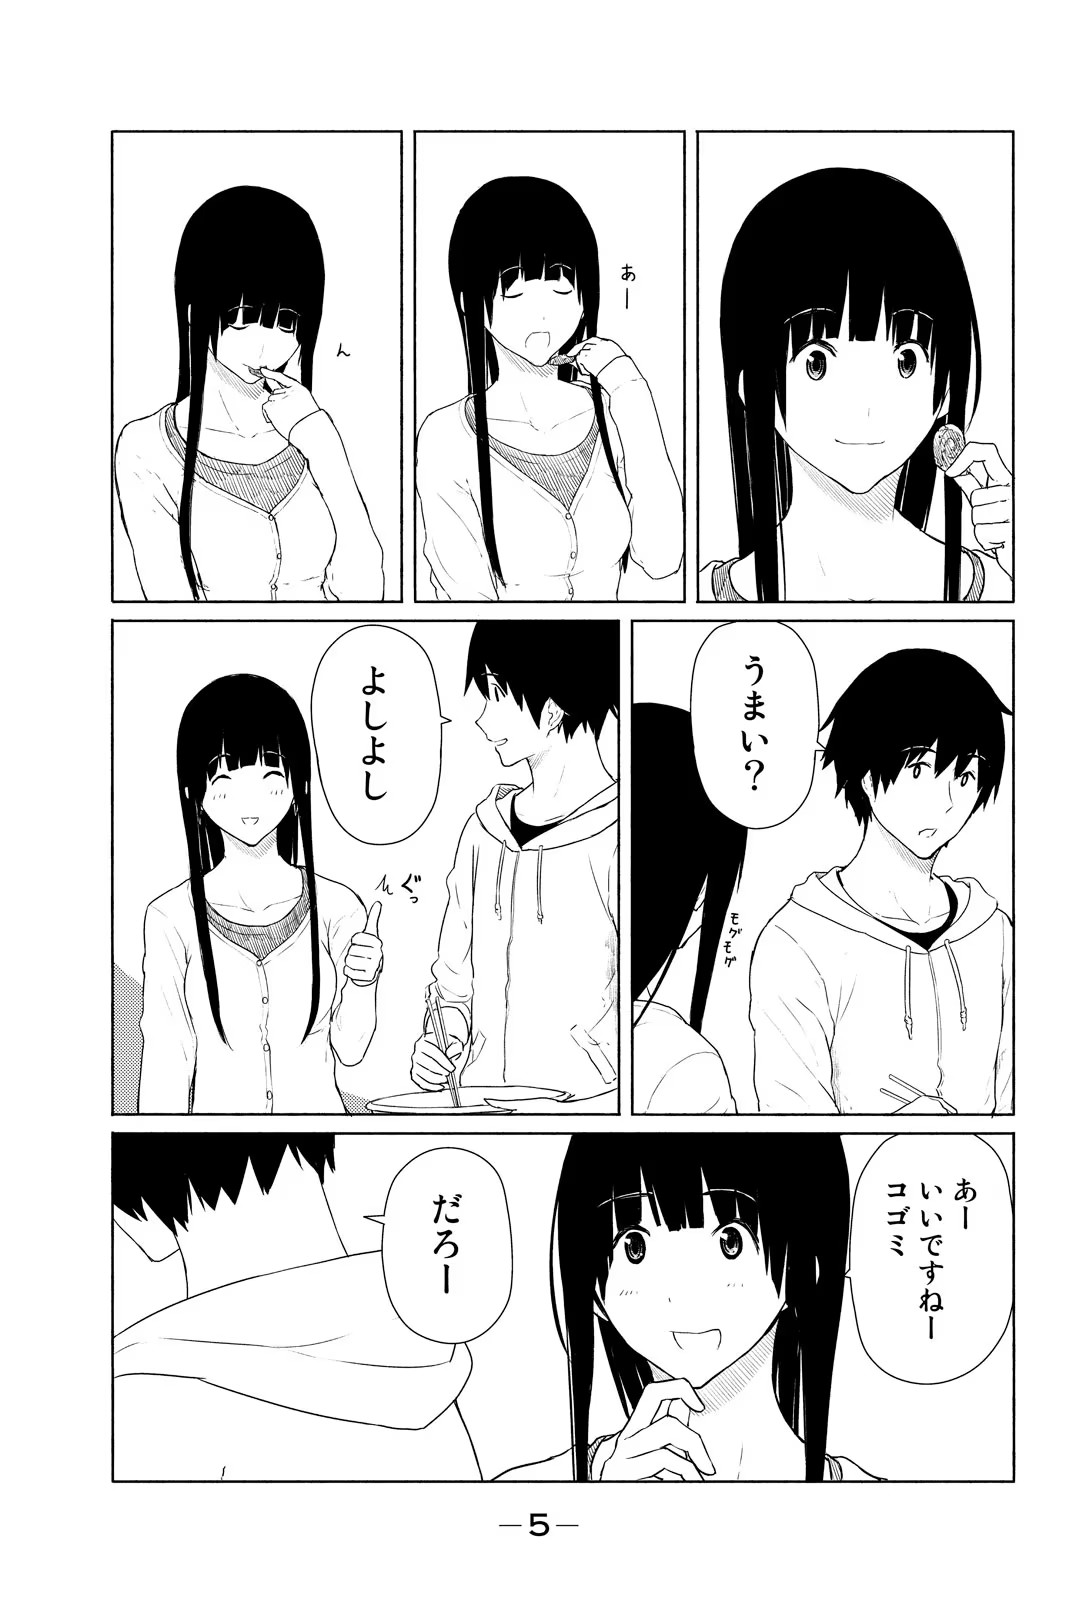 あー
ん
うまい？
モグモグ
よしよし
ぐっ
あー
いいですねー
コゴミ
だろー
—5—